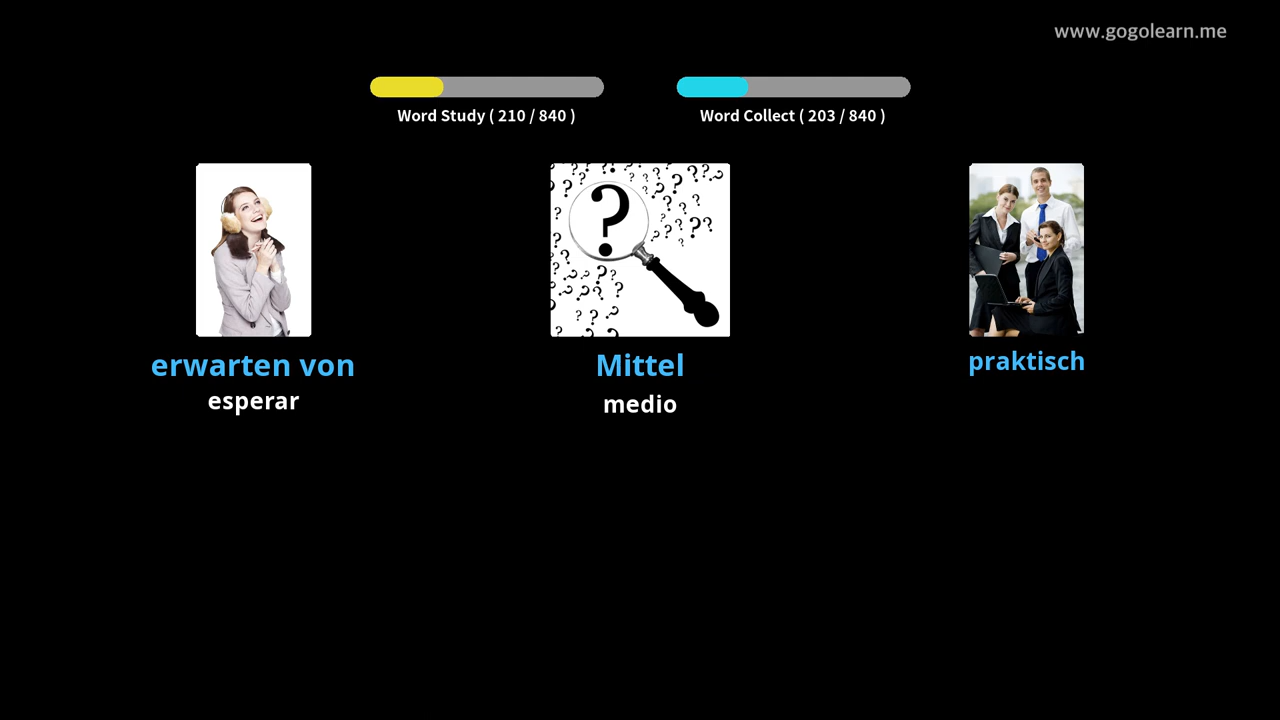 www.gogolearn.me
Word Study ( 210 / 840 )
Word Collect ( 203 / 840 )
erwarten von
esperar
Mittel
medio
praktisch